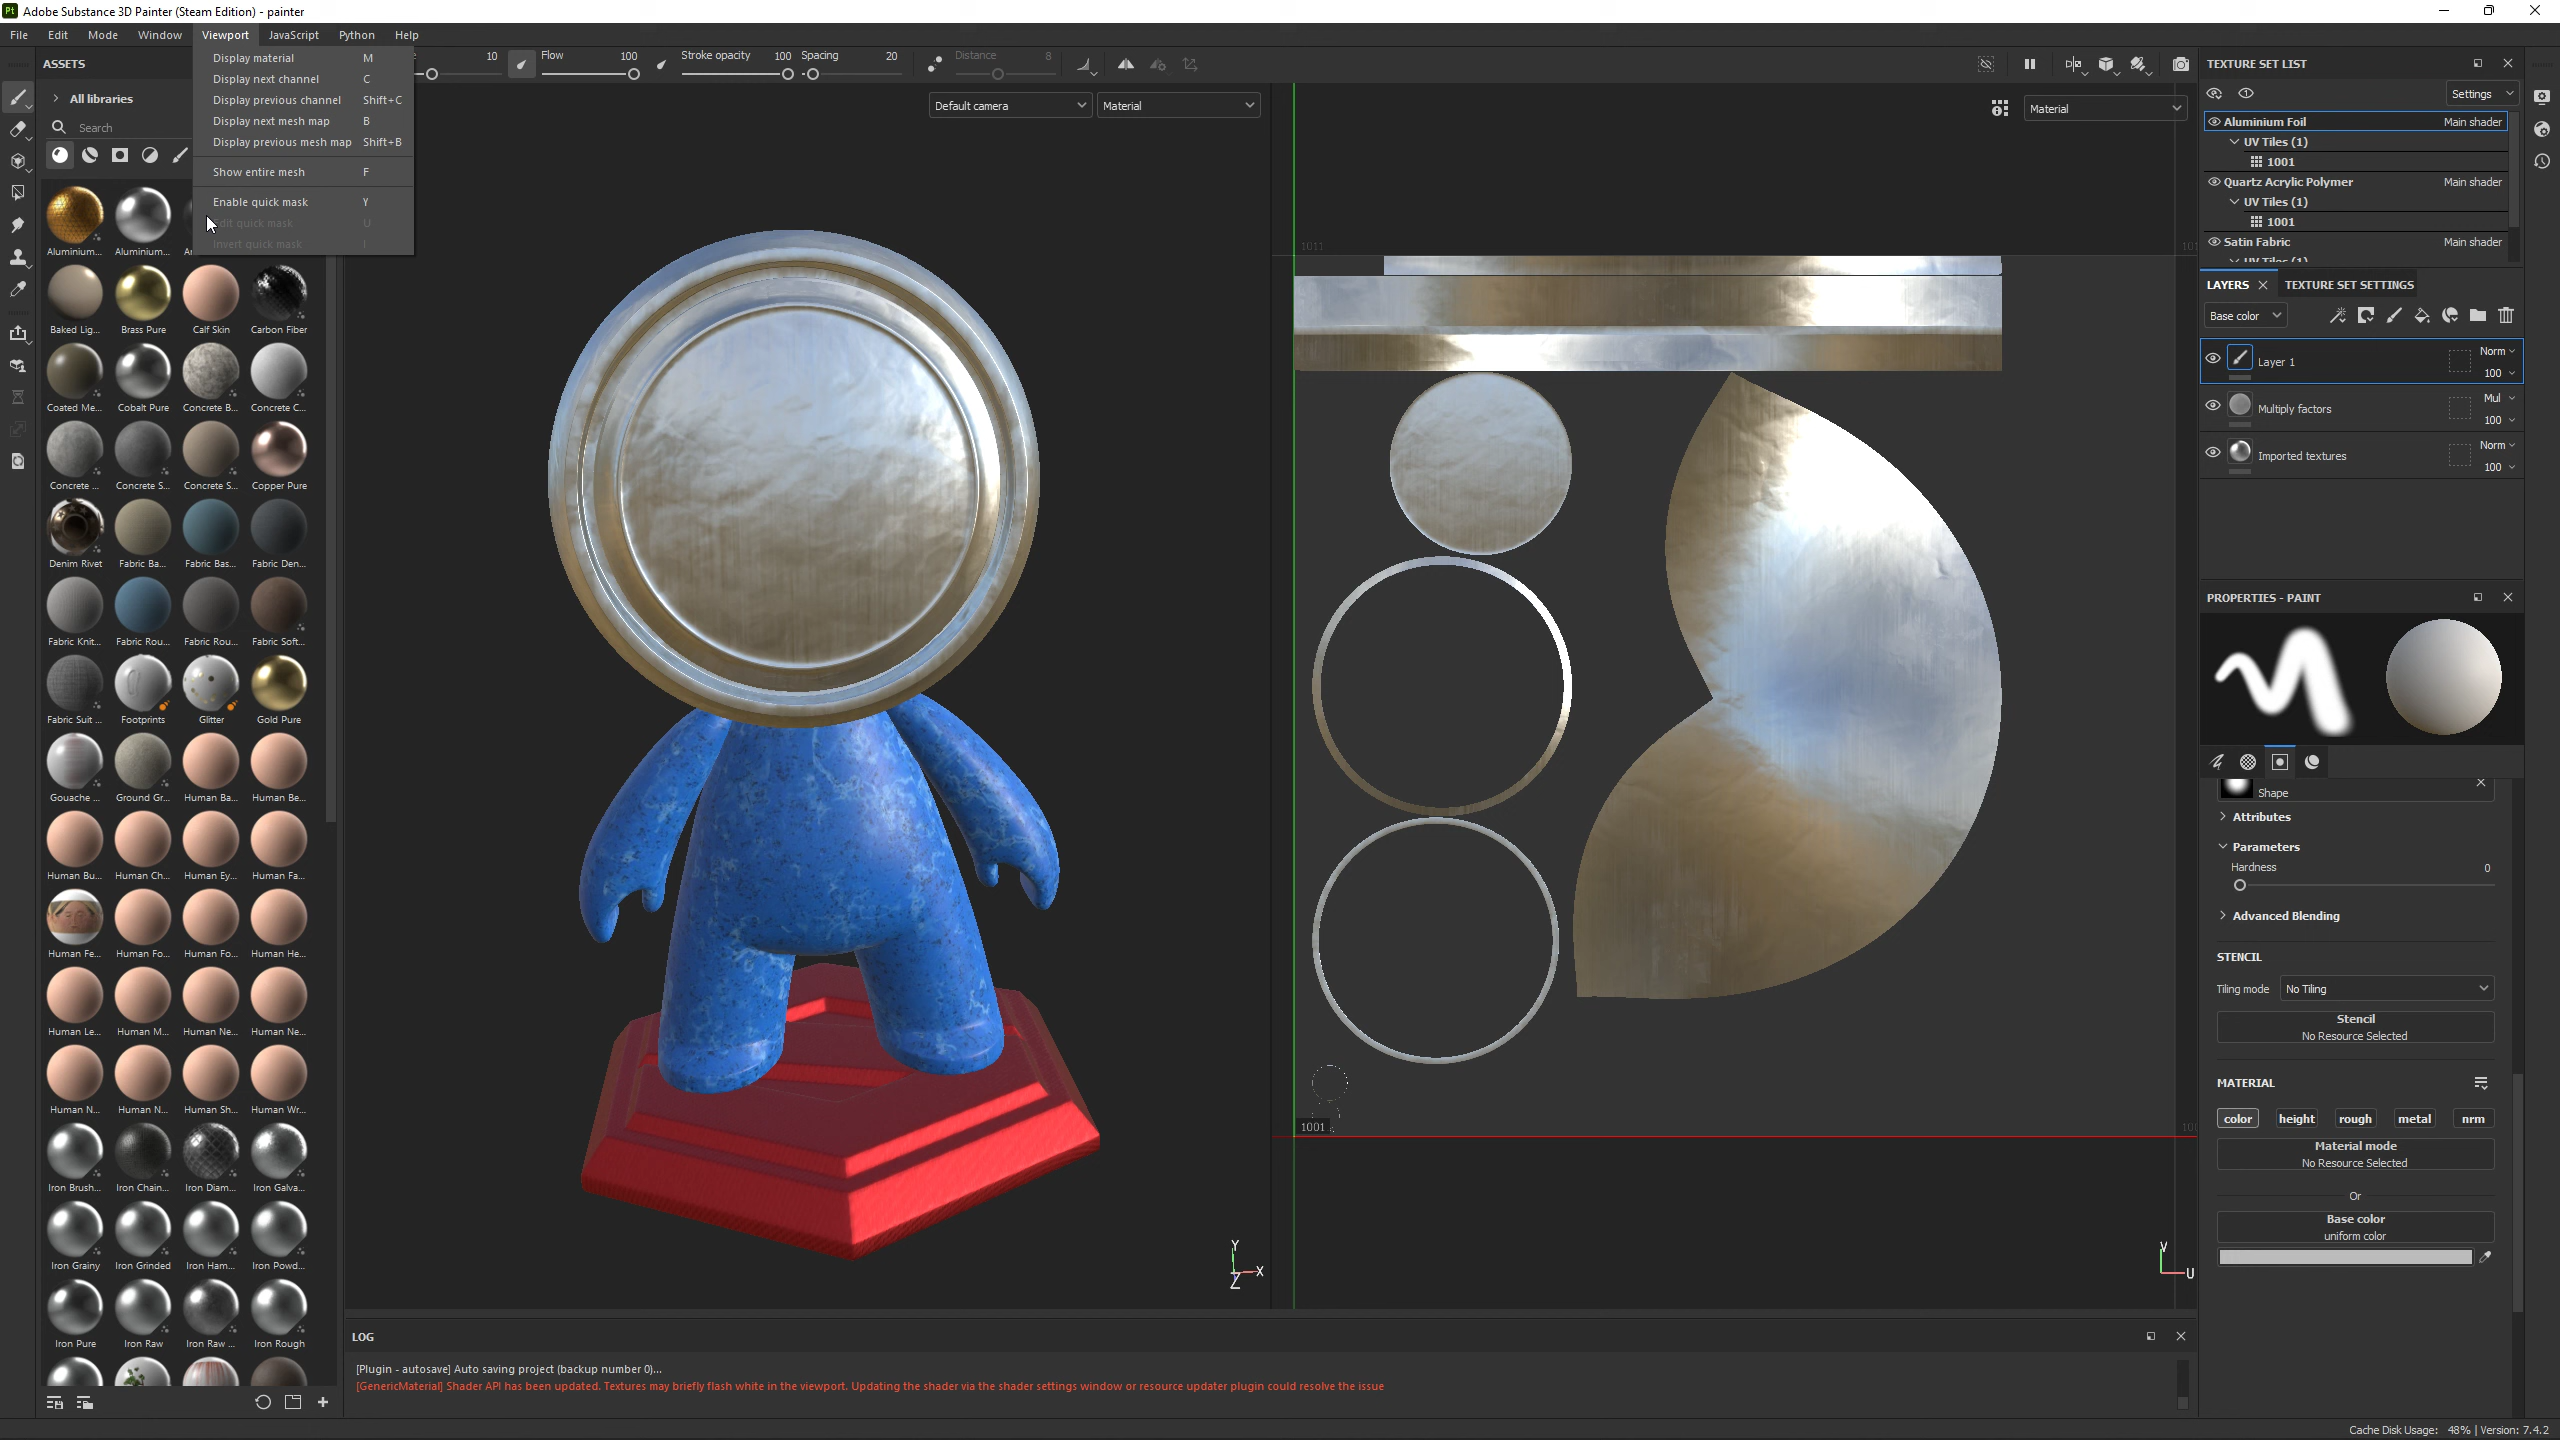 Pt Adobe Substance 3D Painter (Steam Edition) - painter
File Edit Mode Window Viewport JavaScript Python Help
ASSETS
All libraries
Search
Display material M
Display next channel C
Display previous channel Shift+C
Display next mesh map B
Display previous mesh map Shift+B
Show entire mesh F
Enable quick mask Y
Edit quick mask U
Invert quick mask I
10 Flow 100 Stroke opacity 100 Spacing 20 Distance 8
Default camera Material
Material
Aluminium... Aluminium...
Baked Lig... Brass Pure Calf Skin Carbon Fiber
Coated Me... Cobalt Pure Concrete B... Concrete C...
Concrete ... Concrete S... Concrete S... Copper Pure
Denim Rivet Fabric Ba... Fabric Bas... Fabric Den...
Fabric Knit... Fabric Rou... Fabric Rou... Fabric Soft...
Fabric Suit ... Footprints Glitter Gold Pure
Gouache ... Ground Gr... Human Ba... Human Be...
Human Bu... Human Ch... Human Ey... Human Fa...
Human Fe... Human Fo... Human Fo... Human He...
Human Le... Human M... Human Ne... Human Ne...
Human N... Human N... Human Sh... Human Wr...
Iron Brush... Iron Chain... Iron Diam... Iron Galva...
Iron Grainy Iron Grinded Iron Ham... Iron Powd...
Iron Pure Iron Raw Iron Raw ... Iron Rough
Y
X
Z
1011
1001
V
U
LOG
[Plugin - autosave] Auto saving project (backup number 0)...
[GenericMaterial] Shader API has been updated. Textures may briefly flash white in the viewport. Updating the shader via the shader settings window or resource updater plugin could resolve the issue
TEXTURE SET LIST
Settings
Aluminium Foil Main shader
UV Tiles (1)
1001
Quartz Acrylic Polymer Main shader
UV Tiles (1)
1001
Satin Fabric Main shader
UV Tiles (1)
LAYERS TEXTURE SET SETTINGS
Base color
Layer 1 Norm
100
Multiply factors Mul
100
Imported textures Norm
100
PROPERTIES - PAINT
Shape
Attributes
Parameters
Hardness 0
Advanced Blending
STENCIL
Tiling mode No Tiling
Stencil
No Resource Selected
MATERIAL
color height rough metal nrm
Material mode
No Resource Selected
Or
Base color
uniform color
Cache Disk Usage: 48% | Version: 7.4.2